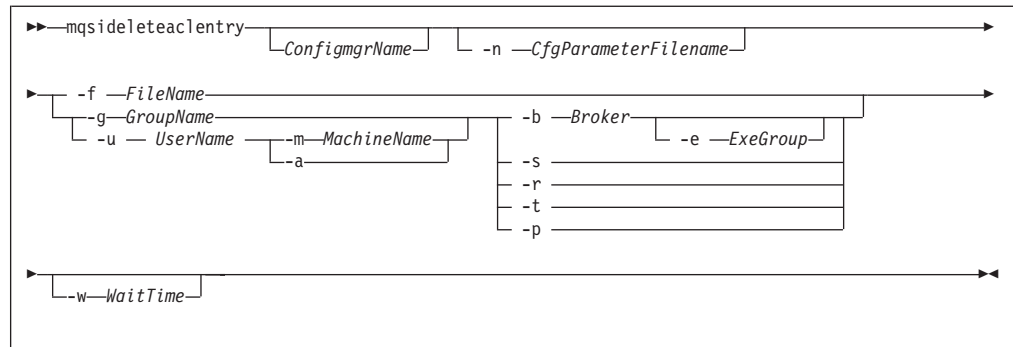 mqsideleteaclentry
ConfigmgrName
-n CfgParameterFilename
-f FileName
-g GroupName
-b Broker
-u UserName
-m MachineName
-e ExeGroup
-a
-s
-r
-t
-p
-w WaitTime